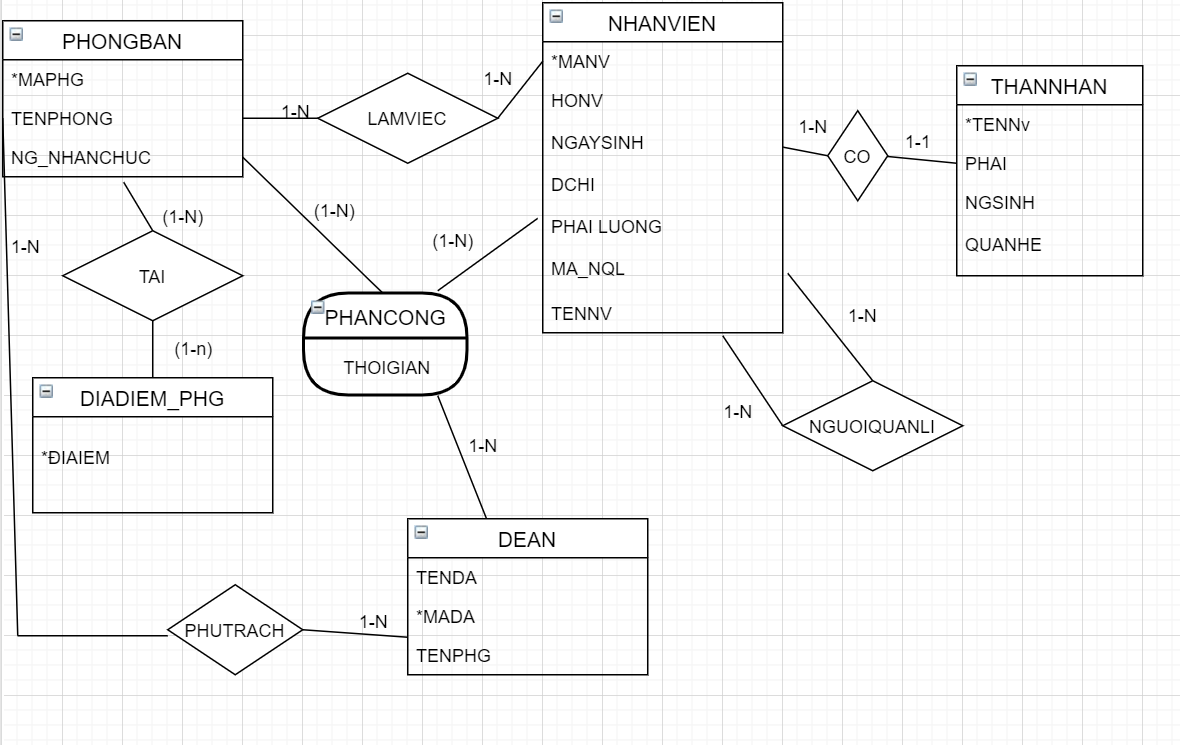 PHONGBAN
*MAPHG
TENPHONG
NG_NHANCHUC
1-N
LAMVIEC
1-N
NHANVIEN
*MANV
HONV
NGAYSINH
DCHI
PHAI LUONG
MA_NQL
TENNV
1-N
CO
1-1
THANNHAN
*TENNv
PHAI
NGSINH
QUANHE
(1-N)
(1-N)
(1-N)
1-N
TAI
(1-n)
PHANCONG
THOIGIAN
1-N
1-N
NGUOIQUANLI
DIADIEM_PHG
*ĐIAIEM
1-N
DEAN
TENDA
*MADA
TENPHG
PHUTRACH
1-N